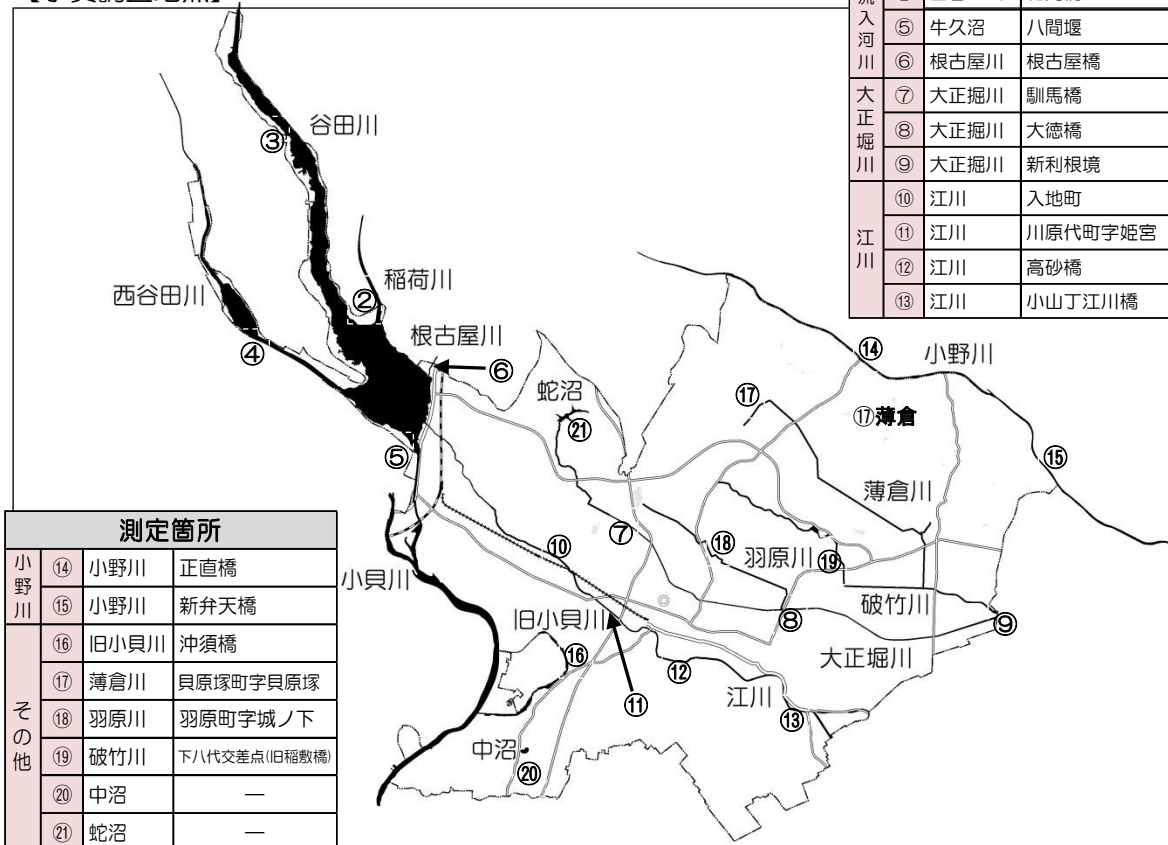 ⑤ 牛久沼 八間堰
⑥ 根古屋川 根古屋橋
流入河川
⑦ 大正堀川 馴馬橋
⑧ 大正堀川 大徳橋
⑨ 大正堀川 新利根境
大正堀川
⑩ 江川 入地町
⑪ 江川 川原代町字姫宮
⑫ 江川 高砂橋
⑬ 江川 小山丁江川橋
江川
③
谷田川
②
稲荷川
西谷田川
④
根古屋川
⑥
⑤
蛇沼
㉑
⑭
小野川
⑰
⑰薄倉
⑮
薄倉川
⑦
⑱
羽原川
⑲
⑩
小貝川
旧小貝川
⑧
破竹川
⑨
⑯
⑪
⑫
大正堀川
江川
⑬
中沼
⑳
測定箇所
小野川
⑭ 小野川 正直橋
⑮ 小野川 新弁天橋
その他
⑯ 旧小貝川 沖須橋
⑰ 薄倉川 貝原塚町字貝原塚
⑱ 羽原川 羽原町字城ノ下
⑲ 破竹川 下八代交差点(旧稲敷橋)
⑳ 中沼 ―
㉑ 蛇沼 ―